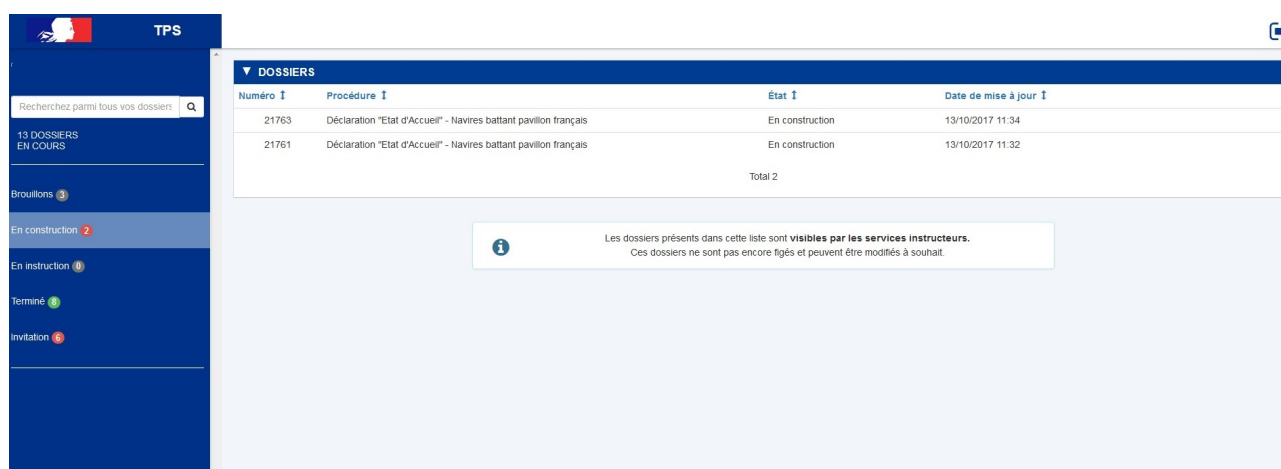 TPS
Recherchez parmi tous vos dossiers
13 DOSSIERS
EN COURS
Brouillons 3
En construction 2
En instruction 0
Terminé 8
Invitation 6
▼ DOSSIERS
Numéro ↕ Procédure ↕ État ↕ Date de mise à jour ↕
21763 Déclaration "Etat d'Accueil" - Navires battant pavillon français En construction 13/10/2017 11:34
21761 Déclaration "Etat d'Accueil" - Navires battant pavillon français En construction 13/10/2017 11:32
Total 2
Les dossiers présents dans cette liste sont visibles par les services instructeurs.
Ces dossiers ne sont pas encore figés et peuvent être modifiés à souhait.